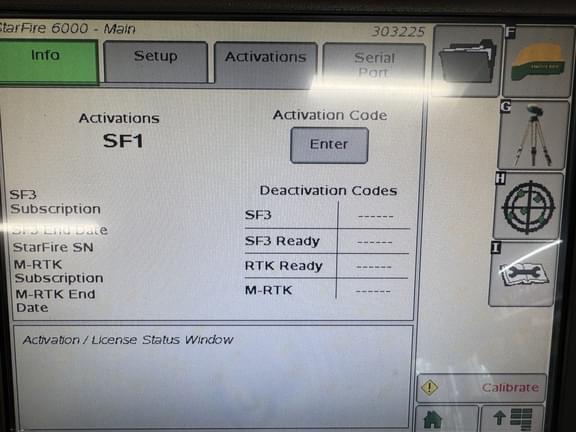 StarFire 6000 - Main
303225
Info
Setup
Activations
Serial
Port
Activations
SF1
Activation Code
Enter
SF3
Subscription
SF3 End Date
StarFire SN
M-RTK
Subscription
M-RTK End
Date
Deactivation Codes
SF3 ------
SF3 Ready ------
RTK Ready ------
M-RTK ------
Activation / License Status Window
F
G
H
I
Calibrate